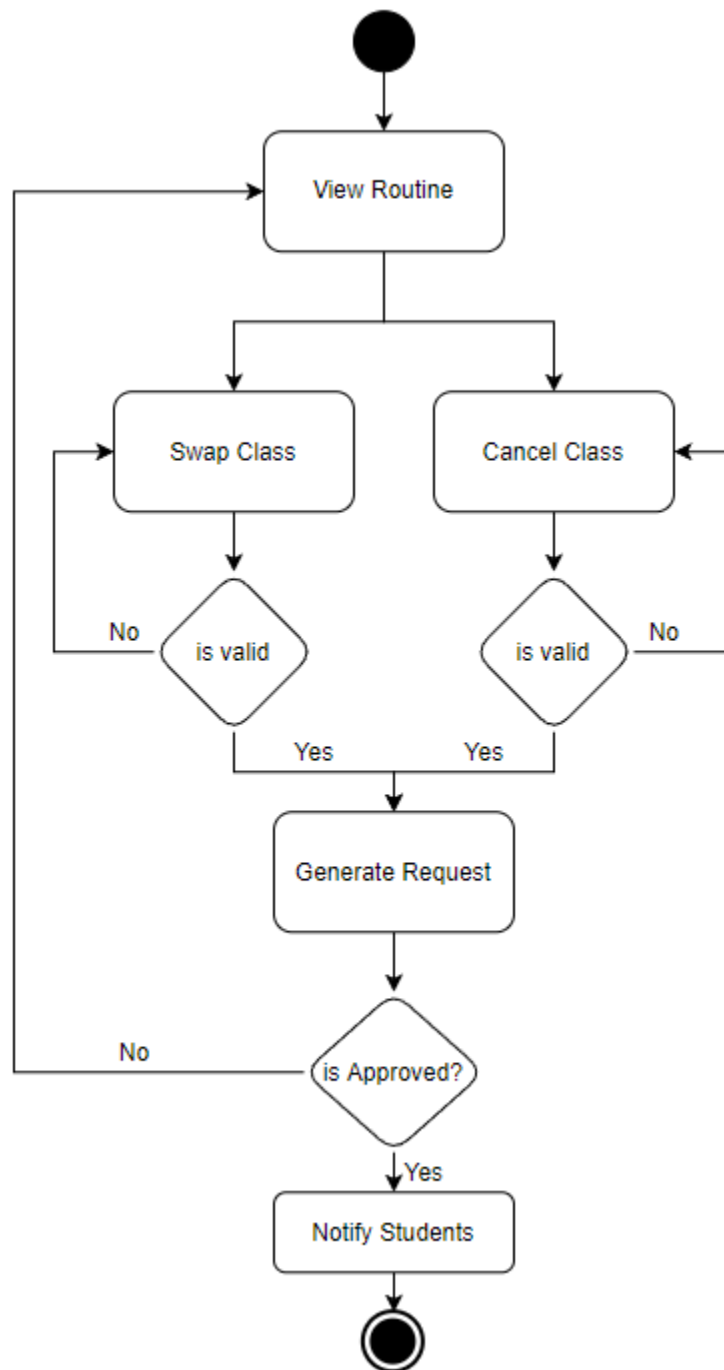 View Routine
Swap Class
Cancel Class
No
is valid
is valid
No
Yes
Yes
Generate Request
No
is Approved?
Yes
Notify Students